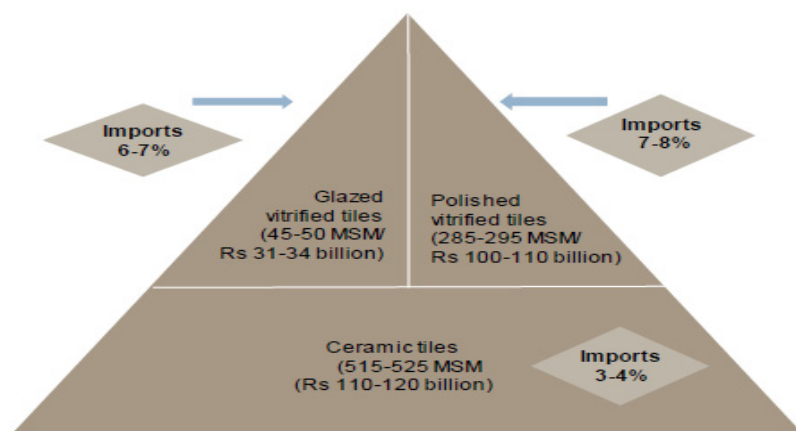 Imports
6-7%
Imports
7-8%
Glazed
vitrified tiles
(45-50 MSM/
Rs 31-34 billion)
Polished
vitrified tiles
(285-295 MSM/
Rs 100-110 billion)
Ceramic tiles
(515-525 MSM
(Rs 110-120 billion)
Imports
3-4%